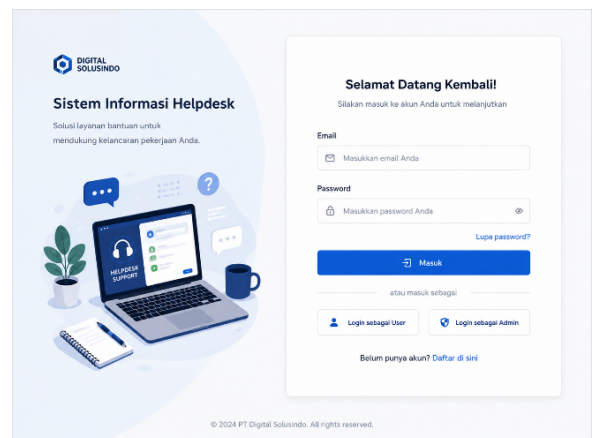 DIGITAL
SOLUSINDO
Sistem Informasi Helpdesk
Solusi layanan bantuan untuk
mendukung kelancaran pekerjaan Anda.
?
HELPDESK
SUPPORT
Selamat Datang Kembali!
Silakan masuk ke akun Anda untuk melanjutkan
Email
Masukkan email Anda
Password
Masukkan password Anda
Lupa password?
Masuk
atau masuk sebagai
Login sebagai User
Login sebagai Admin
Belum punya akun? Daftar di sini
© 2024 PT Digital Solusindo. All rights reserved.